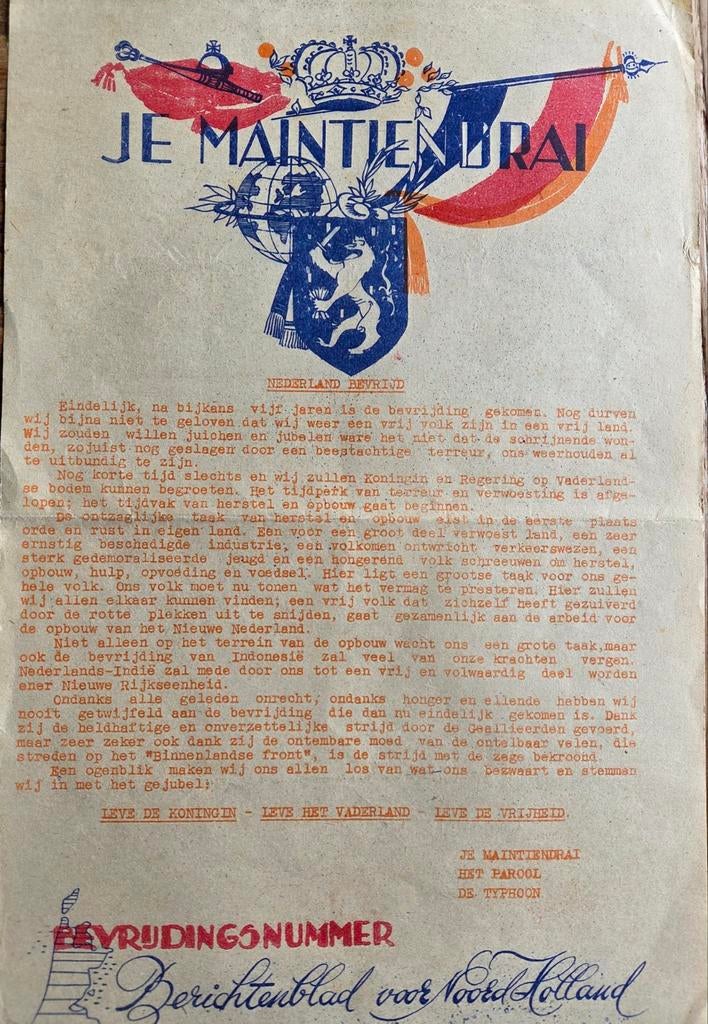 JE MAINTIENDRAI
NEDERLAND BEVRIJD
Eindelijk, na bijkans vijf jaren is de bevrijding gekomen. Nog durven
wij bijna niet te geloven dat wij weer een vrij volk zijn in een vrij land.
Wij zouden willen juichen en jubelen ware het niet dat de schrijnende won-
den, zojuist nog geslagen door een beestachtige terreur, ons weerhouden al
te uitbundig te zijn.
Nog korte tijd slechts en wij zullen Koningin en Regering op Vaderland-
se bodem kunnen begroeten. Het tijdperk van terreur en verwoesting is afge-
lopen; het tijdvak van herstel en opbouw gaat beginnen.
De ontzaglijke taak van herstel en opbouw eist in de eerste plaats
orde en rust in eigen land. Een voor een groot deel verwoest land, een zeer
ernstig beschadigde industrie, een volkomen ontwricht verkeerswezen, een
sterk gedemoraliseerde jeugd en een hongerend volk schreeuwen om herstel,
opbouw, hulp, opvoeding en voedsel. Hier ligt een grootse taak voor ons ge-
hele volk. Ons volk moet nu tonen wat het vermag te presteren. Hier zullen
wij allen elkaar kunnen vinden; een vrij volk dat zichzelf heeft gezuiverd
door de rotte plekken uit te snijden, gaat gezamenlijk aan de arbeid voor
de opbouw van het Nieuwe Nederland.
Niet alleen op het terrein van de opbouw wacht ons een grote taak,maar
ook de bevrijding van Indonesië zal veel van onze krachten vergen.
Nederlands-Indië zal mede door ons tot een vrij en volwaardig deel worden
ener Nieuwe Rijkseenheid.
Ondanks alle geleden onrecht, ondanks honger en ellende hebben wij
nooit getwijfeld aan de bevrijding die dan nu eindelijk gekomen is. Dank
zij de heldhaftige en onverzettelijke strijd door de Geallieerden gevoerd,
maar zeer zeker ook dank zij de ontembare moed van de ontelbaar velen, die
streden op het "Binnenlandse front", is de strijd met de zege bekroond.
Een ogenblik maken wij ons allen los van wat ons bezwaart en stemmen
wij in met het gejubel:
LEVE DE KONINGIN - LEVE HET VADERLAND - LEVE DE VRIJHEID.
JE MAINTIENDRAI
HET PAROOL
DE TYPHOON
BEVRIJDINGSNUMMER
Berichtenblad voor Noord Holland